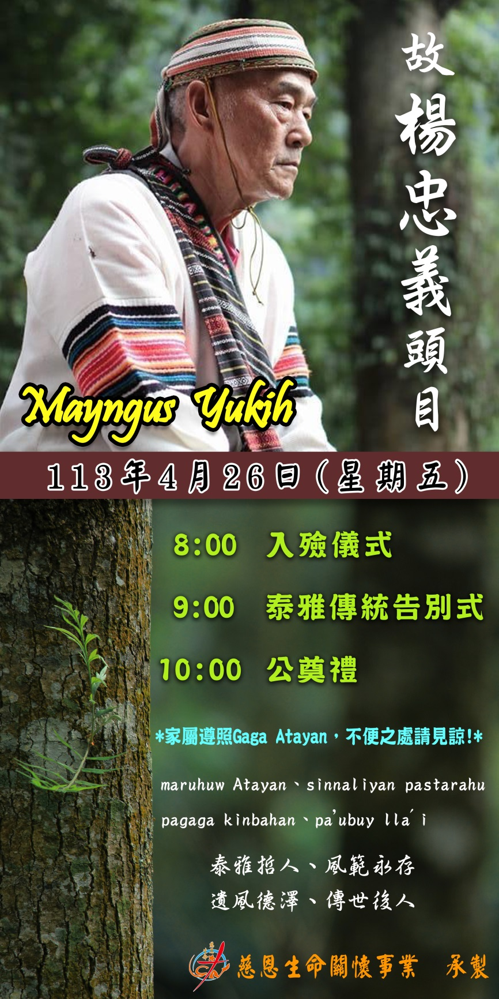 故楊忠義頭目
Mayngus Yukih
113年4月26日(星期五)
8:00 入殮儀式
9:00 泰雅傳統告別式
10:00 公奠禮
*家屬遵照Gaga Atayan，不便之處請見諒!*
maruhuw Atayan、sinnaliyan pastarahu
pagaga kinbahan、pa'ubuy lla´i
泰雅哲人、風範永存
遺風德澤、傳世後人
慈恩生命關懷事業 承製